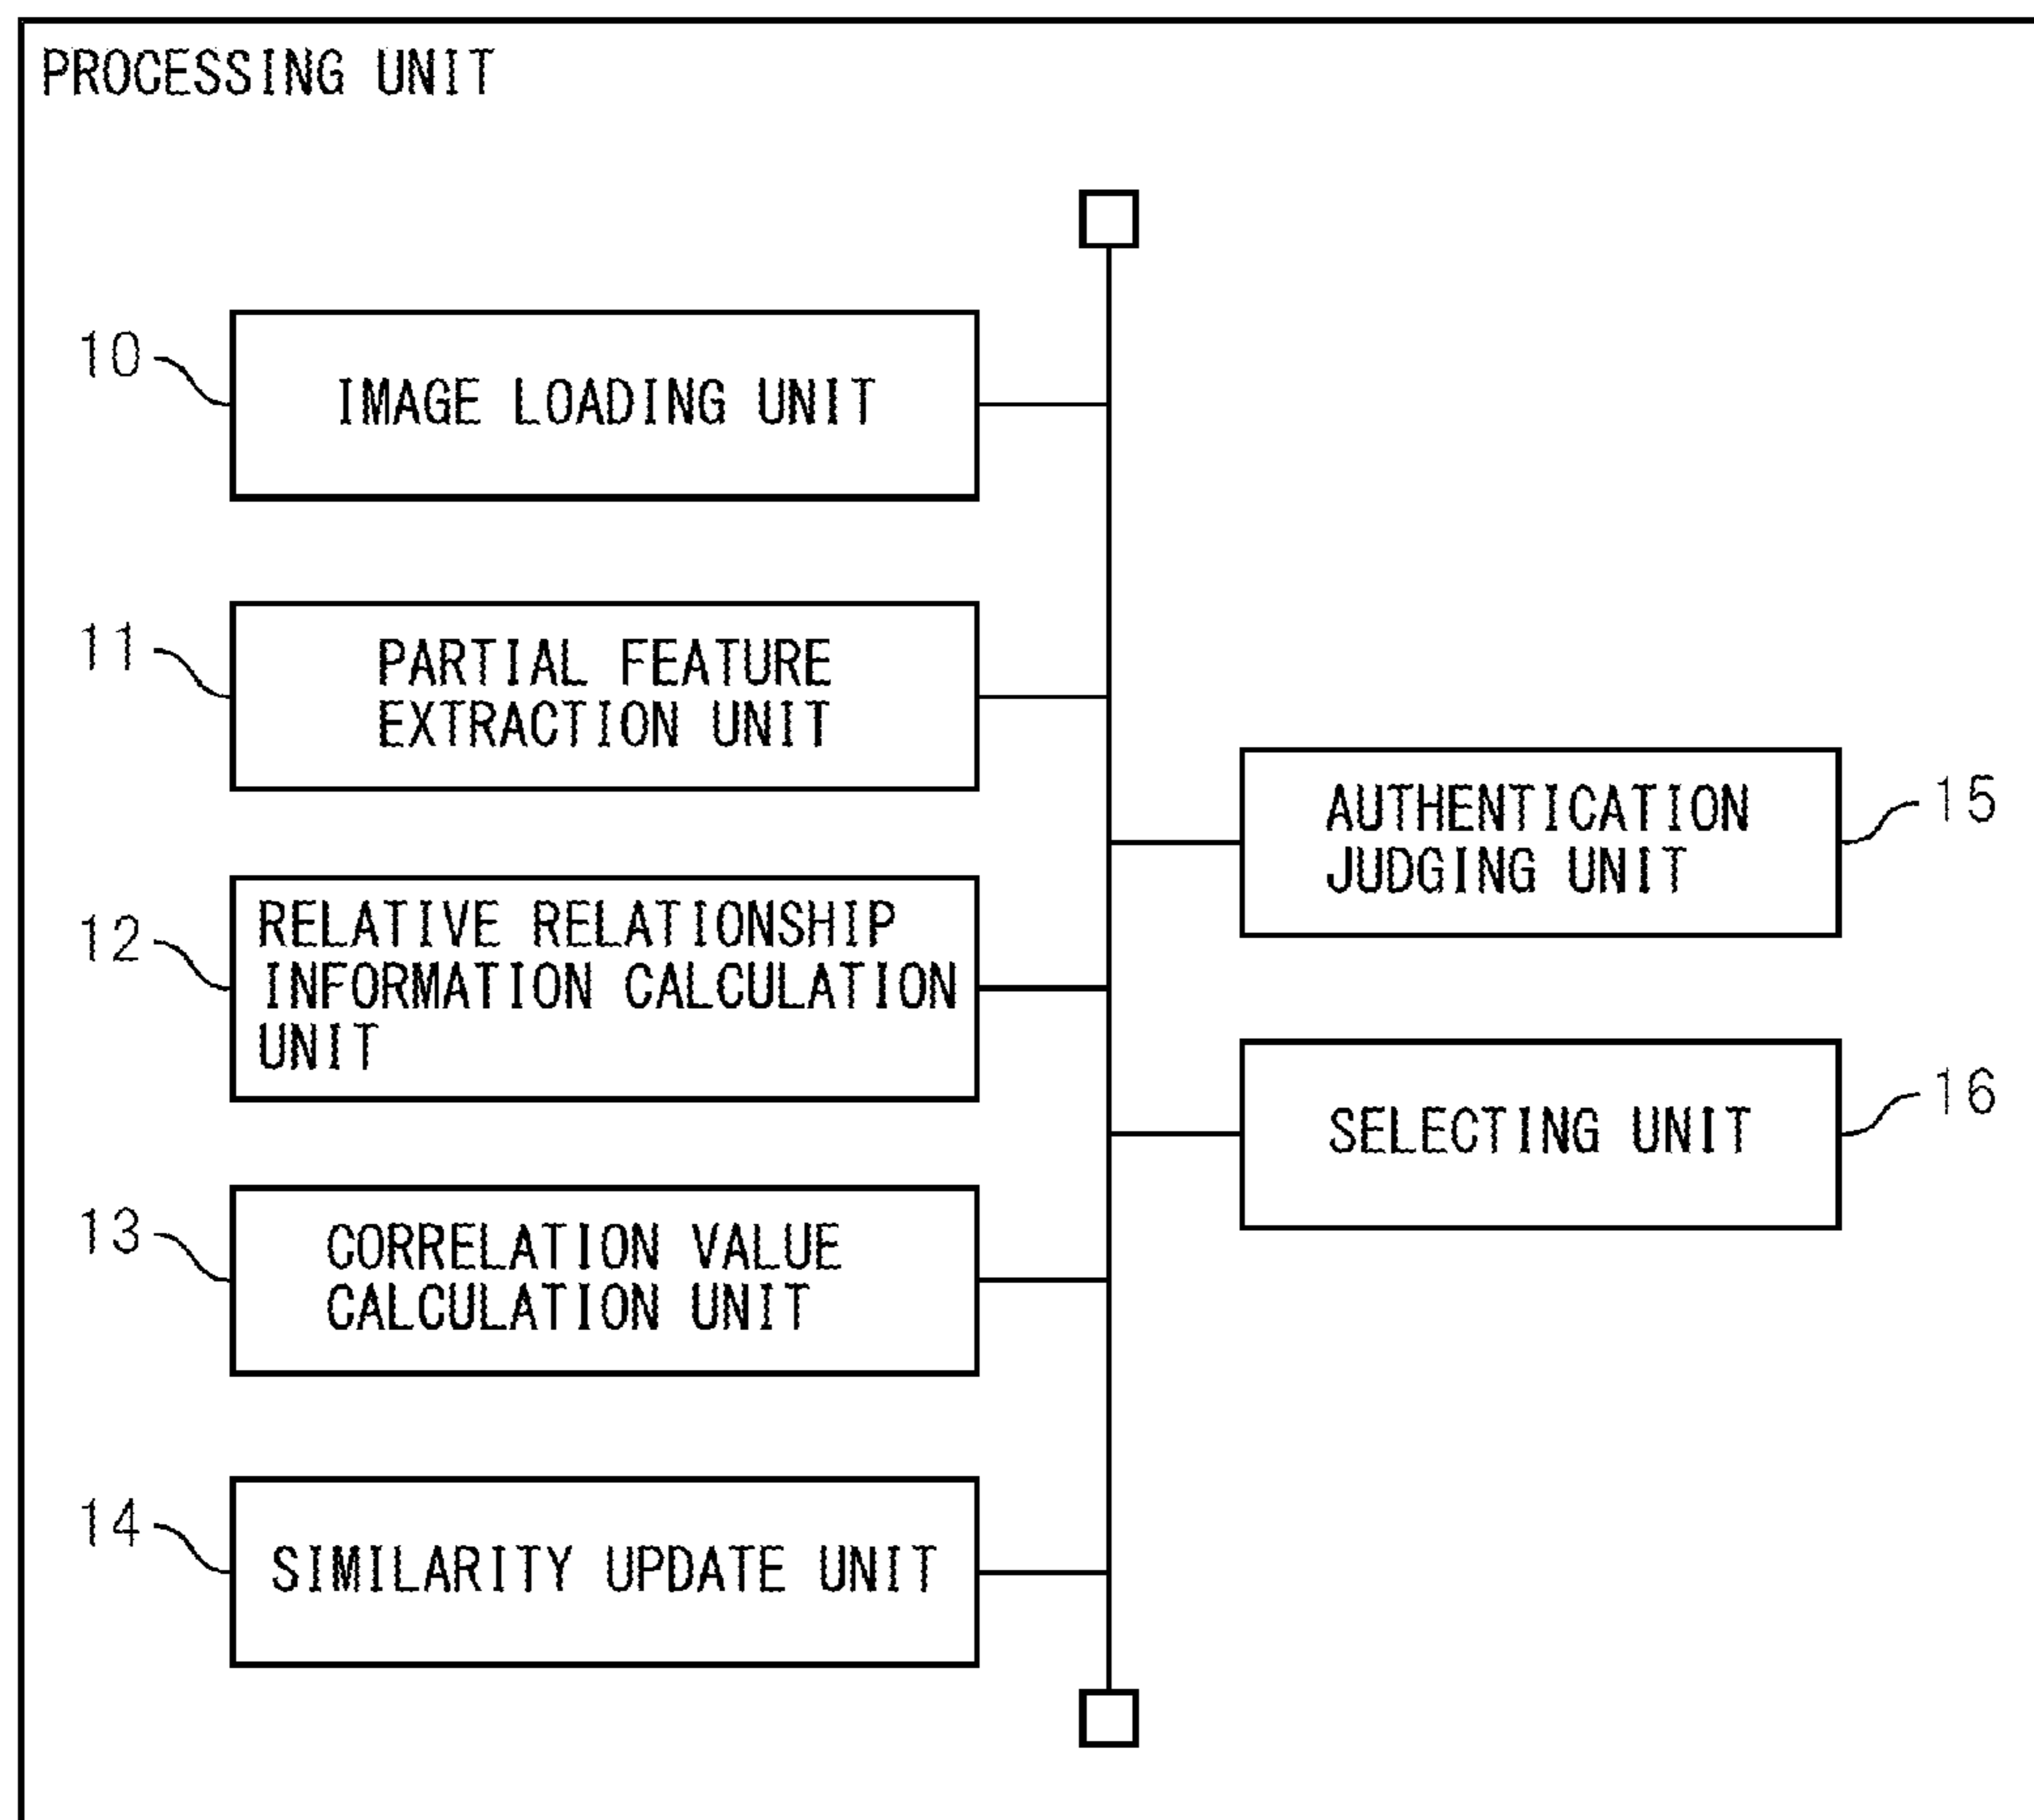 PROCESSING UNIT
10
IMAGE LOADING UNIT
11
PARTIAL FEATURE
EXTRACTION UNIT
12
RELATIVE RELATIONSHIP
INFORMATION CALCULATION
UNIT
13
CORRELATION VALUE
CALCULATION UNIT
14
SIMILARITY UPDATE UNIT
AUTHENTICATION
JUDGING UNIT
15
SELECTING UNIT
16